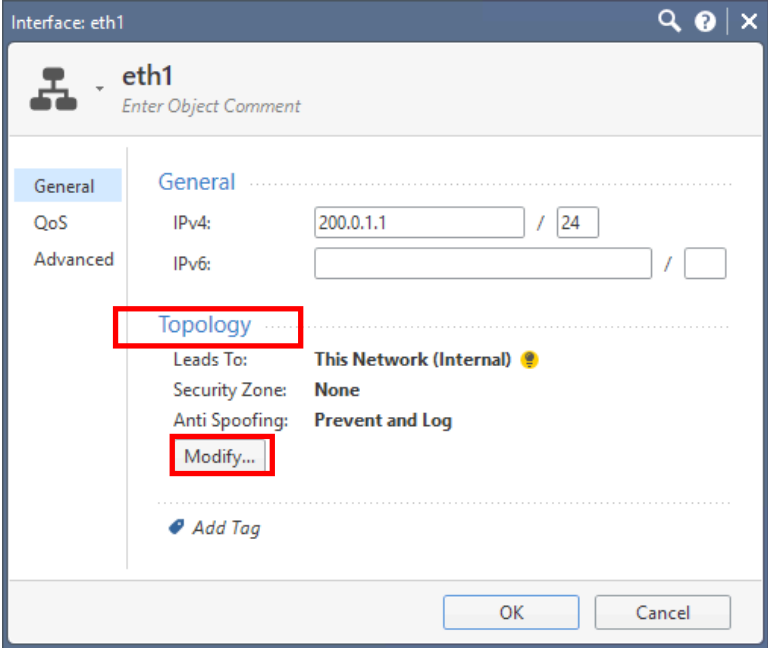 Interface: eth1
eth1
Enter Object Comment
General
QoS
Advanced
General
IPv4: 200.0.1.1 / 24
IPv6: /
Topology
Leads To: This Network (Internal)
Security Zone: None
Anti Spoofing: Prevent and Log
Modify...
Add Tag
OK Cancel